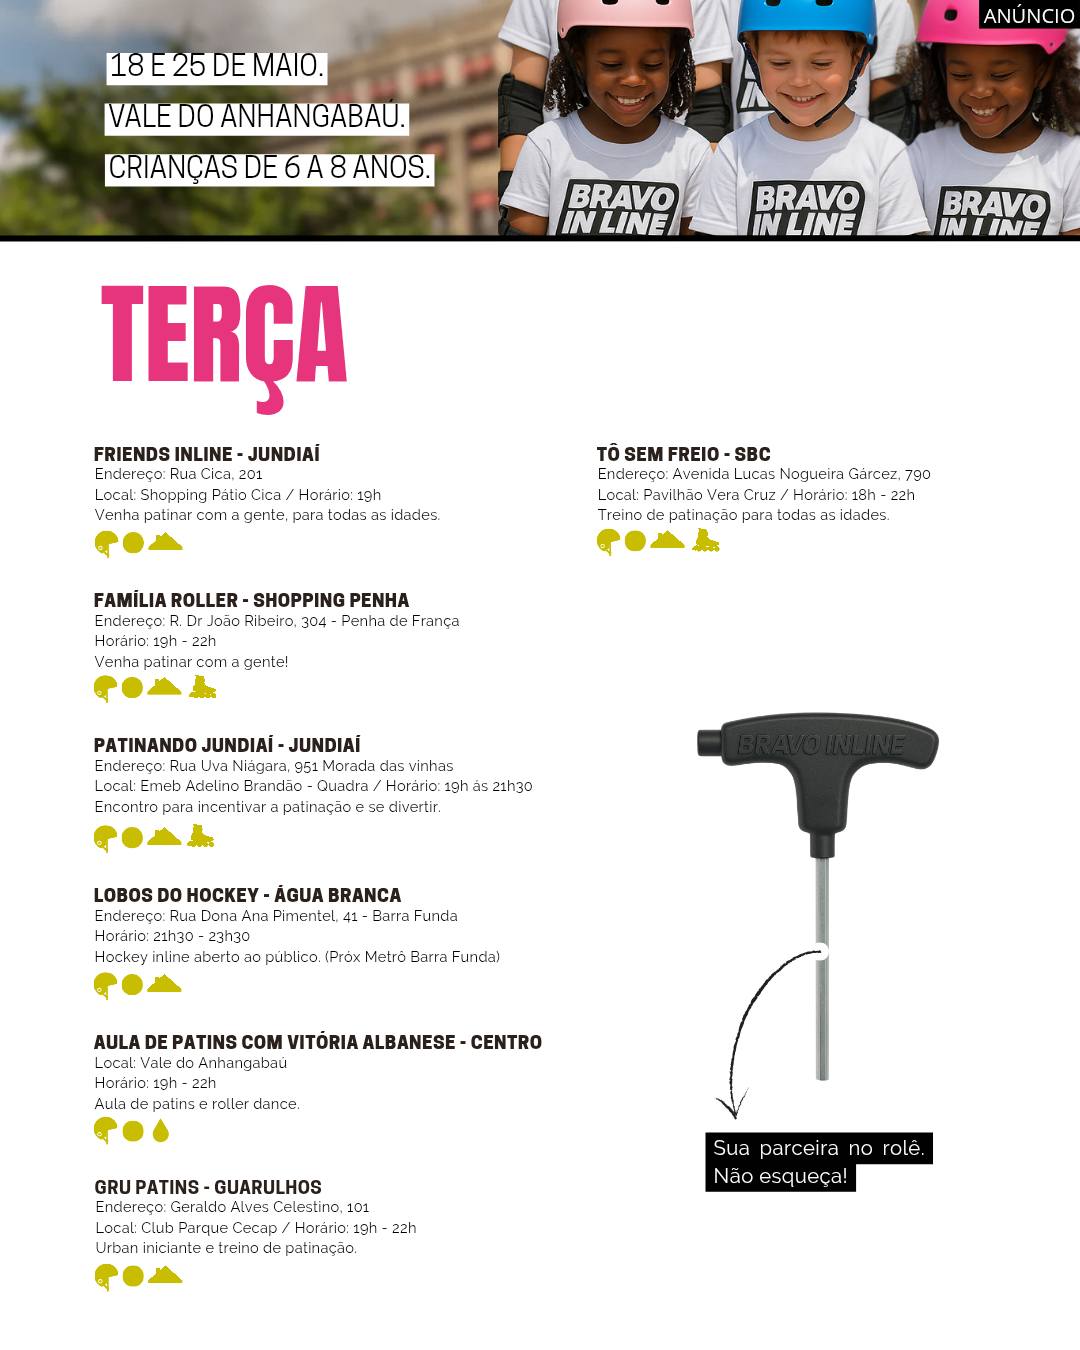 ANÚNCIO
18 E 25 DE MAIO.
VALE DO ANHANGABAÚ.
CRIANÇAS DE 6 A 8 ANOS.
BRAVO
IN LINE
BRAVO
IN LINE
BRAVO
IN LINE
IN
TERÇA
FRIENDS INLINE - JUNDIAÍ
Endereço: Rua Cica, 201
Local: Shopping Pátio Cica / Horário: 19h
Venha patinar com a gente, para todas as idades.
FAMÍLIA ROLLER - SHOPPING PENHA
Endereço: R. Dr João Ribeiro, 304 - Penha de França
Horário: 19h - 22h
Venha patinar com a gente!
PATINANDO JUNDIAÍ - JUNDIAÍ
Endereço: Rua Uva Niágara, 951 Morada das vinhas
Local: Emeb Adelino Brandão - Quadra / Horário: 19h ás 21h30
Encontro para incentivar a patinação e se divertir.
LOBOS DO HOCKEY - ÁGUA BRANCA
Endereço: Rua Dona Ana Pimentel, 41 - Barra Funda
Horário: 21h30 - 23h30
Hockey inline aberto ao público. (Próx Metrô Barra Funda)
AULA DE PATINS COM VITÓRIA ALBANESE - CENTRO
Local: Vale do Anhangabaú
Horário: 19h - 22h
Aula de patins e roller dance.
GRU PATINS - GUARULHOS
Endereço: Geraldo Alves Celestino, 101
Local: Club Parque Cecap / Horário: 19h - 22h
Urban iniciante e treino de patinação.
TÔ SEM FREIO - SBC
Endereço: Avenida Lucas Nogueira Gárcez, 790
Local: Pavilhão Vera Cruz / Horário: 18h - 22h
Treino de patinação para todas as idades.
BRAVO INLINE
Sua parceira no rolê.
Não esqueça!